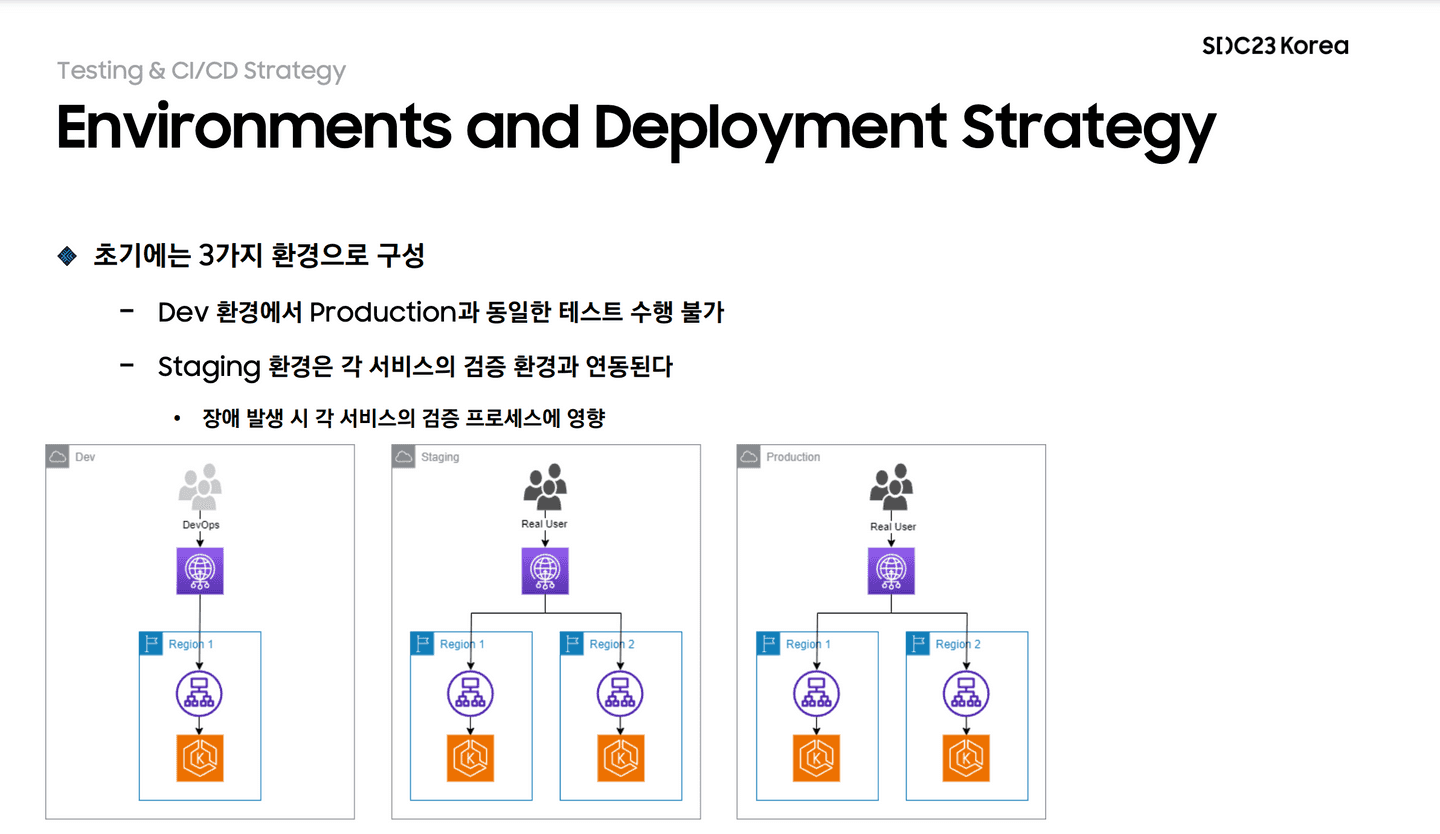 SDC23 Korea
Testing & CI/CD Strategy
Environments and Deployment Strategy
초기에는 3가지 환경으로 구성
– Dev 환경에서 Production과 동일한 테스트 수행 불가
– Staging 환경은 각 서비스의 검증 환경과 연동된다
• 장애 발생 시 각 서비스의 검증 프로세스에 영향
Dev
DevOps
Region 1
K
Staging
Real User
Region 1
Region 2
K
K
Production
Real User
Region 1
Region 2
K
K